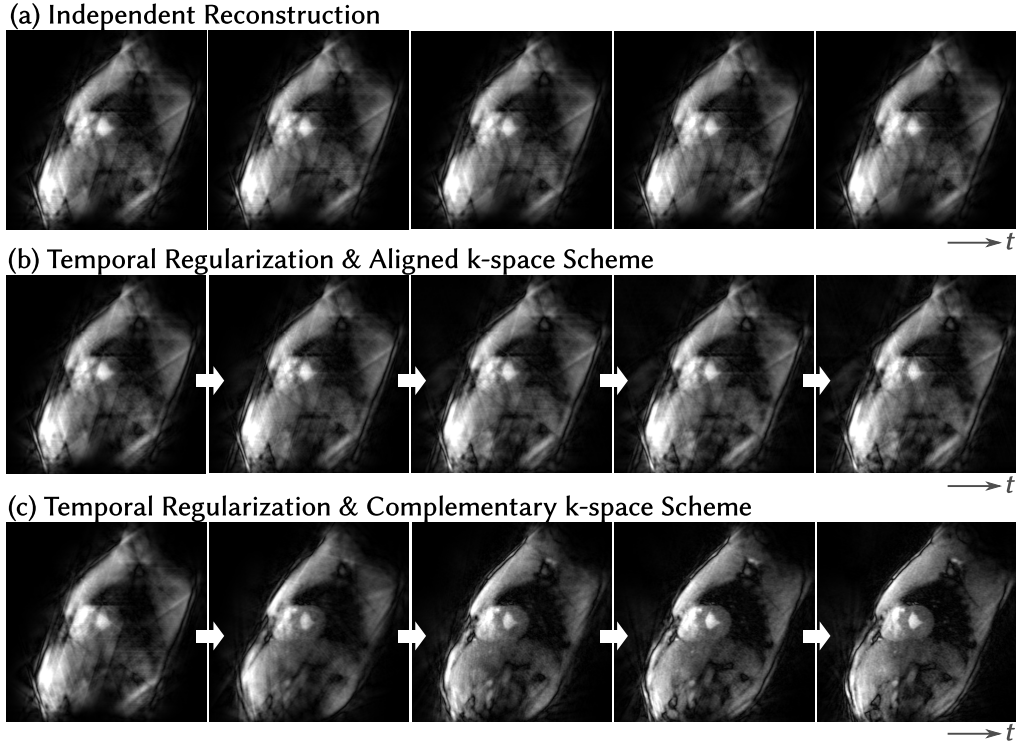 (a) Independent Reconstruction
t
(b) Temporal Regularization & Aligned k-space Scheme
t
(c) Temporal Regularization & Complementary k-space Scheme
t